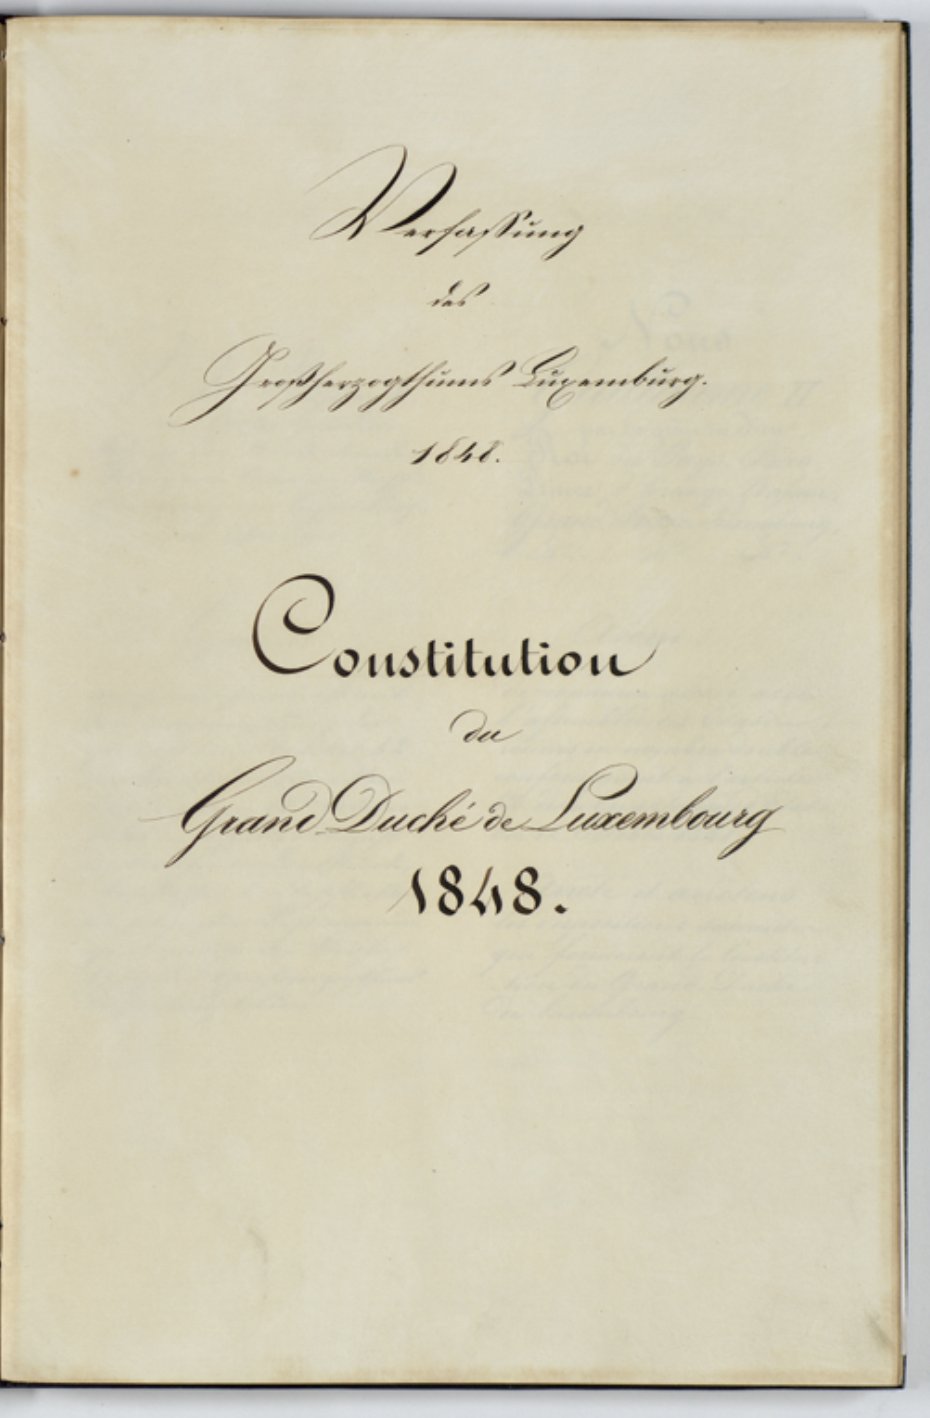 Verfassung
des
Großherzogthums Luxemburg.
1848.
Constitution
du
Grand Duché de Luxembourg
1848.